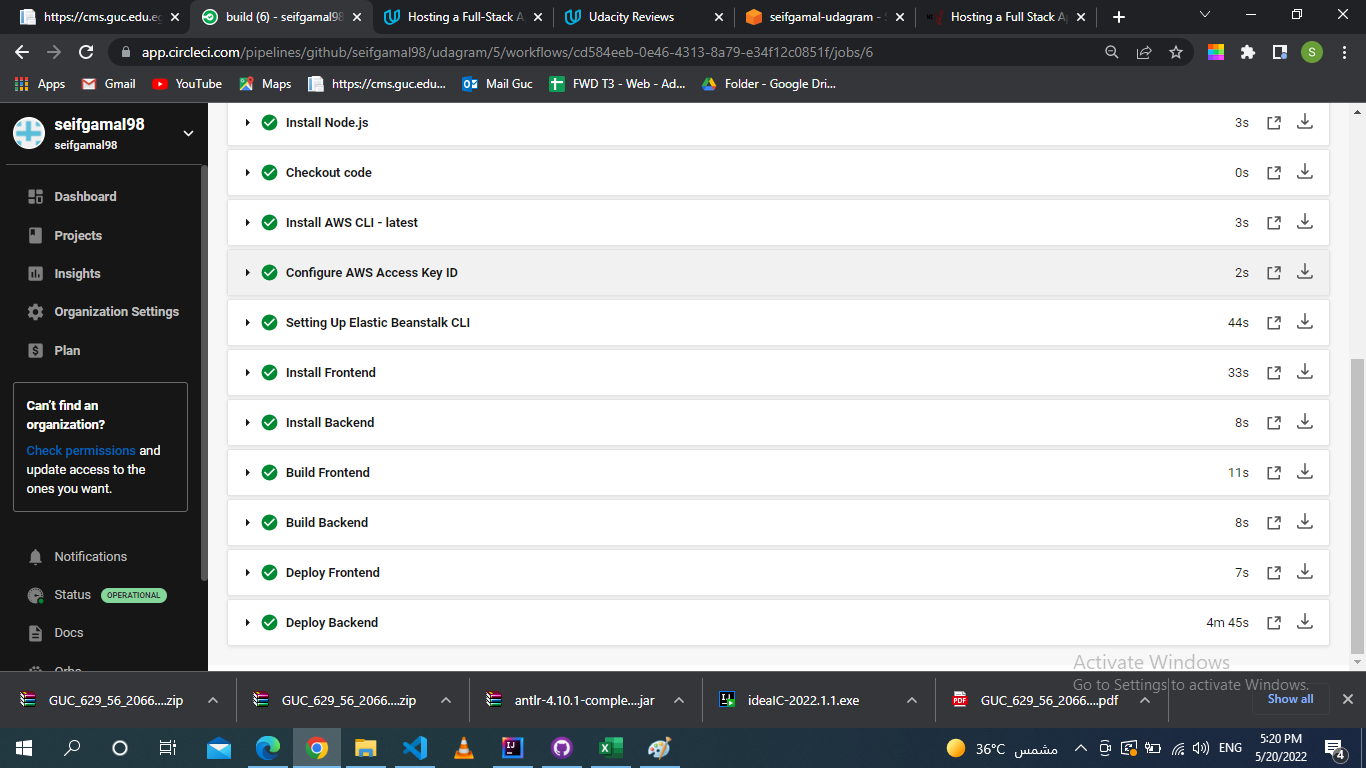 https://cms.guc.edu.eg
build (6) - seifgamal98
Hosting a Full-Stack A
Udacity Reviews
seifgamal-udagram - S
Hosting a Full Stack Ap
app.circleci.com/pipelines/github/seifgamal98/udagram/5/workflows/cd584eeb-0e46-4313-8a79-e34f12c0851f/jobs/6
S
Apps
Gmail
YouTube
Maps
https://cms.guc.edu...
Mail Guc
FWD T3 - Web - Ad...
Folder - Google Dri...
seifgamal98
seifgamal98
Dashboard
Projects
Insights
Organization Settings
Plan
Can't find an
organization?
Check permissions and
update access to the
ones you want.
Notifications
Status OPERATIONAL
Docs
Orbs
Install Node.js 3s
Checkout code 0s
Install AWS CLI - latest 3s
Configure AWS Access Key ID 2s
Setting Up Elastic Beanstalk CLI 44s
Install Frontend 33s
Install Backend 8s
Build Frontend 11s
Build Backend 8s
Deploy Frontend 7s
Deploy Backend 4m 45s
Activate Windows
Go to Settings to activate Windows.
GUC_629_56_2066....zip
GUC_629_56_2066....zip
antlr-4.10.1-comple....jar
ideaIC-2022.1.1.exe
PDF
GUC_629_56_2066....pdf
Show all
36°C مشمس
ENG
5:20 PM
5/20/2022
4